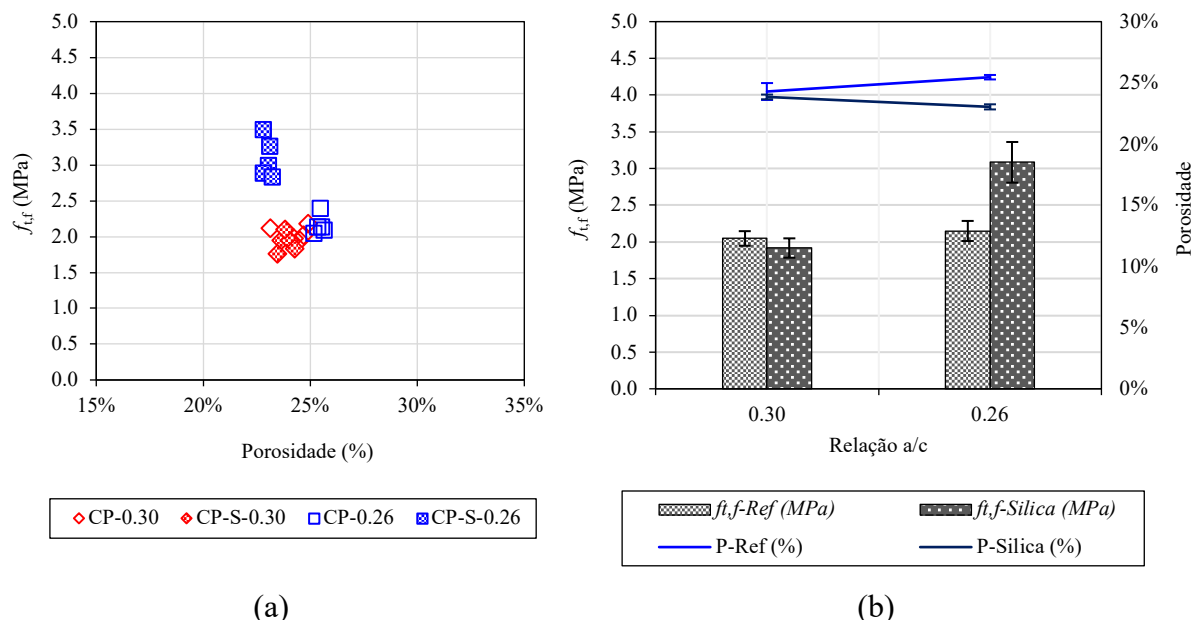 5.0
4.5
4.0
3.5
3.0
2.5
2.0
1.5
1.0
0.5
0.0
ft,f (MPa)
15% 20% 25% 30% 35%
Porosidade (%)
CP-0.30 CP-S-0.30 CP-0.26 CP-S-0.26
(a)
5.0
4.5
4.0
3.5
3.0
2.5
2.0
1.5
1.0
0.5
0.0
ft,f (MPa)
30%
25%
20%
15%
10%
5%
0%
Porosidade
0.30 0.26
Relação a/c
ft,f-Ref (MPa) ft,f-Silica (MPa)
P-Ref (%) P-Silica (%)
(b)